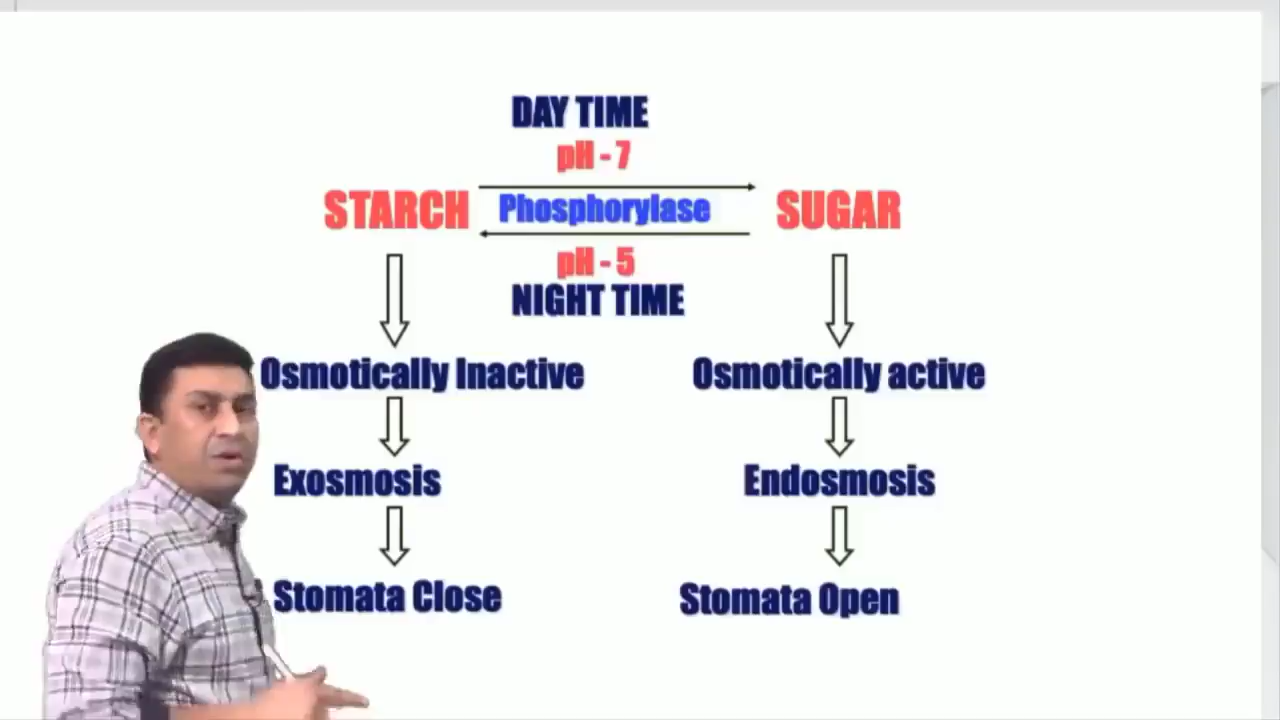 DAY TIME
pH - 7
STARCH Phosphorylase SUGAR
pH - 5
NIGHT TIME
Osmotically Inactive Osmotically active
Exosmosis Endosmosis
Stomata Close Stomata Open